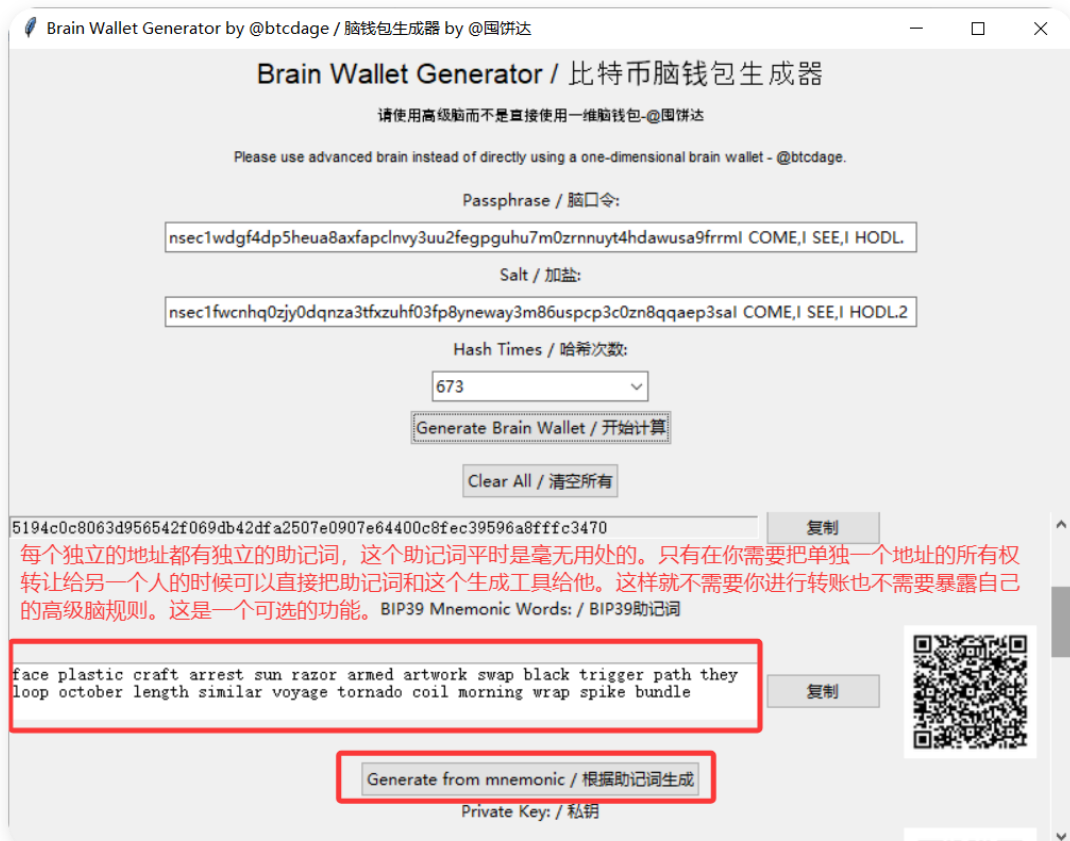 Brain Wallet Generator by @btcdage / 脑钱包生成器 by @囤饼达
Brain Wallet Generator / 比特币脑钱包生成器
请使用高级脑而不是直接使用一维脑钱包-@囤饼达
Please use advanced brain instead of directly using a one-dimensional brain wallet - @btcdage.
Passphrase / 脑口令:
nsec1wdgf4dp5heua8axfapclnvy3uu2fegpguhu7m0zrnnuyt4hdawusa9frrmI COME,I SEE,I HODL.
Salt / 加盐:
nsec1fwcnhq0zjy0dqnza3tfxzuhf03fp8yneway3m86uspcp3c0zn8qqaep3saI COME,I SEE,I HODL.2
Hash Times / 哈希次数:
673
Generate Brain Wallet / 开始计算
Clear All / 清空所有
5194c0c8063d956542f069db42dfa2507e0907e64400c8fec39596a8fffc3470
复制
每个独立的地址都有独立的助记词，这个助记词平时是毫无用处的。只有在你需要把单独一个地址的所有权
转让给另一个人的时候可以直接把助记词和这个生成工具给他。这样就不需要你进行转账也不需要暴露自己
的高级脑规则。这是一个可选的功能。
BIP39 Mnemonic Words: / BIP39助记词
face plastic craft arrest sun razor armed artwork swap black trigger path they
loop october length similar voyage tornado coil morning wrap spike bundle
复制
Generate from mnemonic / 根据助记词生成
Private Key: / 私钥